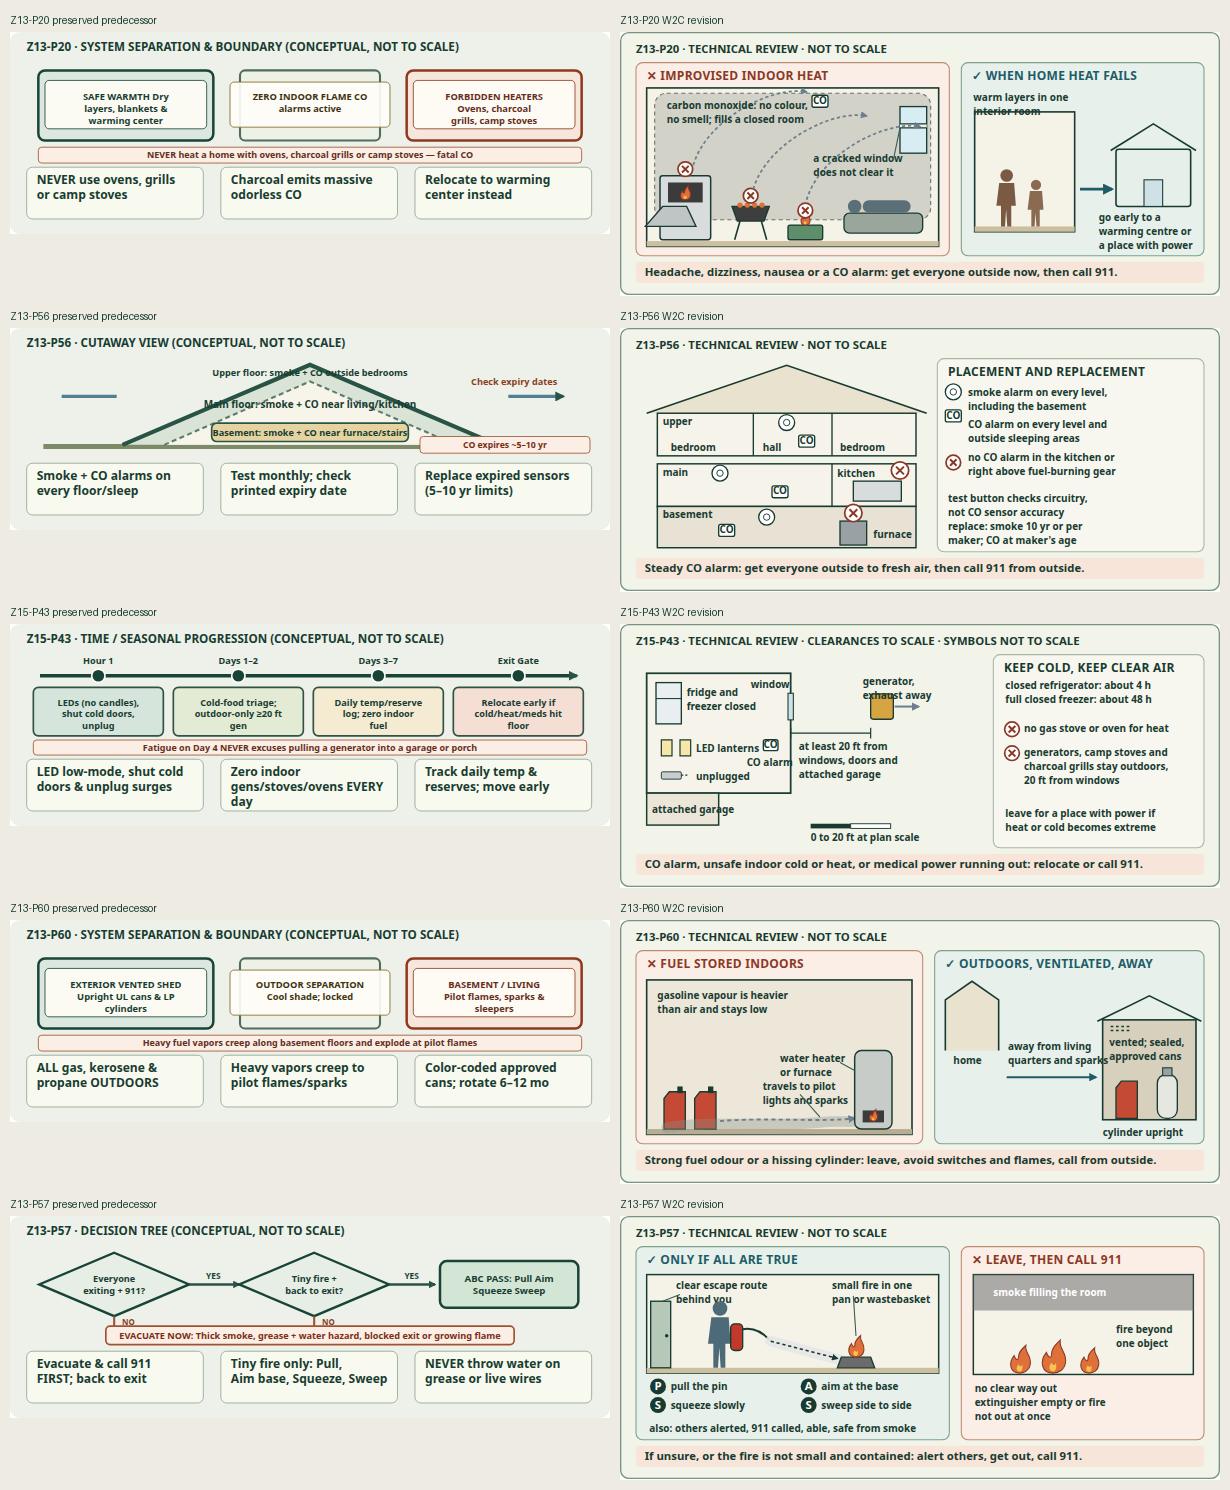 Z13-P20 preserved predecessor
Z13-P20 · SYSTEM SEPARATION & BOUNDARY (CONCEPTUAL, NOT TO SCALE)
SAFE WARMTH Dry
layers, blankets &
warming center
ZERO INDOOR FLAME CO
alarms active
FORBIDDEN HEATERS
Ovens, charcoal
grills, camp stoves
NEVER heat a home with ovens, charcoal grills or camp stoves — fatal CO
NEVER use ovens, grills
or camp stoves
Charcoal emits massive
odorless CO
Relocate to warming
center instead
Z13-P20 W2C revision
Z13-P20 · TECHNICAL REVIEW · NOT TO SCALE
✕ IMPROVISED INDOOR HEAT
carbon monoxide: no colour,
no smell; fills a closed room
CO
a cracked window
does not clear it
✓ WHEN HOME HEAT FAILS
warm layers in one
interior room
go early to a
warming centre or
a place with power
Headache, dizziness, nausea or a CO alarm: get everyone outside now, then call 911.
Z13-P56 preserved predecessor
Z13-P56 · CUTAWAY VIEW (CONCEPTUAL, NOT TO SCALE)
Upper floor: smoke + CO outside bedrooms
Check expiry dates
Main floor: smoke + CO near living/kitchen
Basement: smoke + CO near furnace/stairs
CO expires ~5–10 yr
Smoke + CO alarms on
every floor/sleep
Test monthly; check
printed expiry date
Replace expired sensors
(5–10 yr limits)
Z13-P56 W2C revision
Z13-P56 · TECHNICAL REVIEW · NOT TO SCALE
upper
bedroom
hall
CO
bedroom
main
CO
kitchen
basement
CO
furnace
PLACEMENT AND REPLACEMENT
smoke alarm on every level,
including the basement
CO
CO alarm on every level and
outside sleeping areas
no CO alarm in the kitchen or
right above fuel-burning gear
test button checks circuitry,
not CO sensor accuracy
replace: smoke 10 yr or per
maker; CO at maker's age
Steady CO alarm: get everyone outside to fresh air, then call 911 from outside.
Z15-P43 preserved predecessor
Z15-P43 · TIME / SEASONAL PROGRESSION (CONCEPTUAL, NOT TO SCALE)
Hour 1
Days 1–2
Days 3–7
Exit Gate
LEDs (no candles),
shut cold doors,
unplug
Cold-food triage;
outdoor-only ≥20 ft
gen
Daily temp/reserve
log; zero indoor
fuel
Relocate early if
cold/heat/meds hit
floor
Fatigue on Day 4 NEVER excuses pulling a generator into a garage or porch
LED low-mode, shut cold
doors & unplug surges
Zero indoor
gens/stoves/ovens EVERY
day
Track daily temp &
reserves; move early
Z15-P43 W2C revision
Z15-P43 · TECHNICAL REVIEW · CLEARANCES TO SCALE · SYMBOLS NOT TO SCALE
fridge and
freezer closed
window
generator,
exhaust away
LED lanterns
CO
CO alarm
unplugged
attached garage
at least 20 ft from
windows, doors and
attached garage
0 to 20 ft at plan scale
KEEP COLD, KEEP CLEAR AIR
closed refrigerator: about 4 h
full closed freezer: about 48 h
no gas stove or oven for heat
generators, camp stoves and
charcoal grills stay outdoors,
20 ft from windows
leave for a place with power if
heat or cold becomes extreme
CO alarm, unsafe indoor cold or heat, or medical power running out: relocate or call 911.
Z13-P60 preserved predecessor
Z13-P60 · SYSTEM SEPARATION & BOUNDARY (CONCEPTUAL, NOT TO SCALE)
EXTERIOR VENTED SHED
Upright UL cans & LP
cylinders
OUTDOOR SEPARATION
Cool shade; locked
BASEMENT / LIVING
Pilot flames, sparks &
sleepers
Heavy fuel vapors creep along basement floors and explode at pilot flames
ALL gas, kerosene &
propane OUTDOORS
Heavy vapors creep to
pilot flames/sparks
Color-coded approved
cans; rotate 6–12 mo
Z13-P60 W2C revision
Z13-P60 · TECHNICAL REVIEW · NOT TO SCALE
✕ FUEL STORED INDOORS
gasoline vapour is heavier
than air and stays low
water heater
or furnace
travels to pilot
lights and sparks
✓ OUTDOORS, VENTILATED, AWAY
home
away from living
quarters and sparks
vented; sealed,
approved cans
cylinder upright
Strong fuel odour or a hissing cylinder: leave, avoid switches and flames, call from outside.
Z13-P57 preserved predecessor
Z13-P57 · DECISION TREE (CONCEPTUAL, NOT TO SCALE)
Everyone
exiting + 911?
YES
Tiny fire +
back to exit?
YES
ABC PASS: Pull Aim
Squeeze Sweep
NO
NO
EVACUATE NOW: Thick smoke, grease + water hazard, blocked exit or growing flame
Evacuate & call 911
FIRST; back to exit
Tiny fire only: Pull,
Aim base, Squeeze, Sweep
NEVER throw water on
grease or live wires
Z13-P57 W2C revision
Z13-P57 · TECHNICAL REVIEW · NOT TO SCALE
✓ ONLY IF ALL ARE TRUE
clear escape route
behind you
small fire in one
pan or wastebasket
P pull the pin
A aim at the base
S squeeze slowly
S sweep side to side
also: others alerted, 911 called, able, safe from smoke
✕ LEAVE, THEN CALL 911
smoke filling the room
fire beyond
one object
no clear way out
extinguisher empty or fire
not out at once
If unsure, or the fire is not small and contained: alert others, get out, call 911.